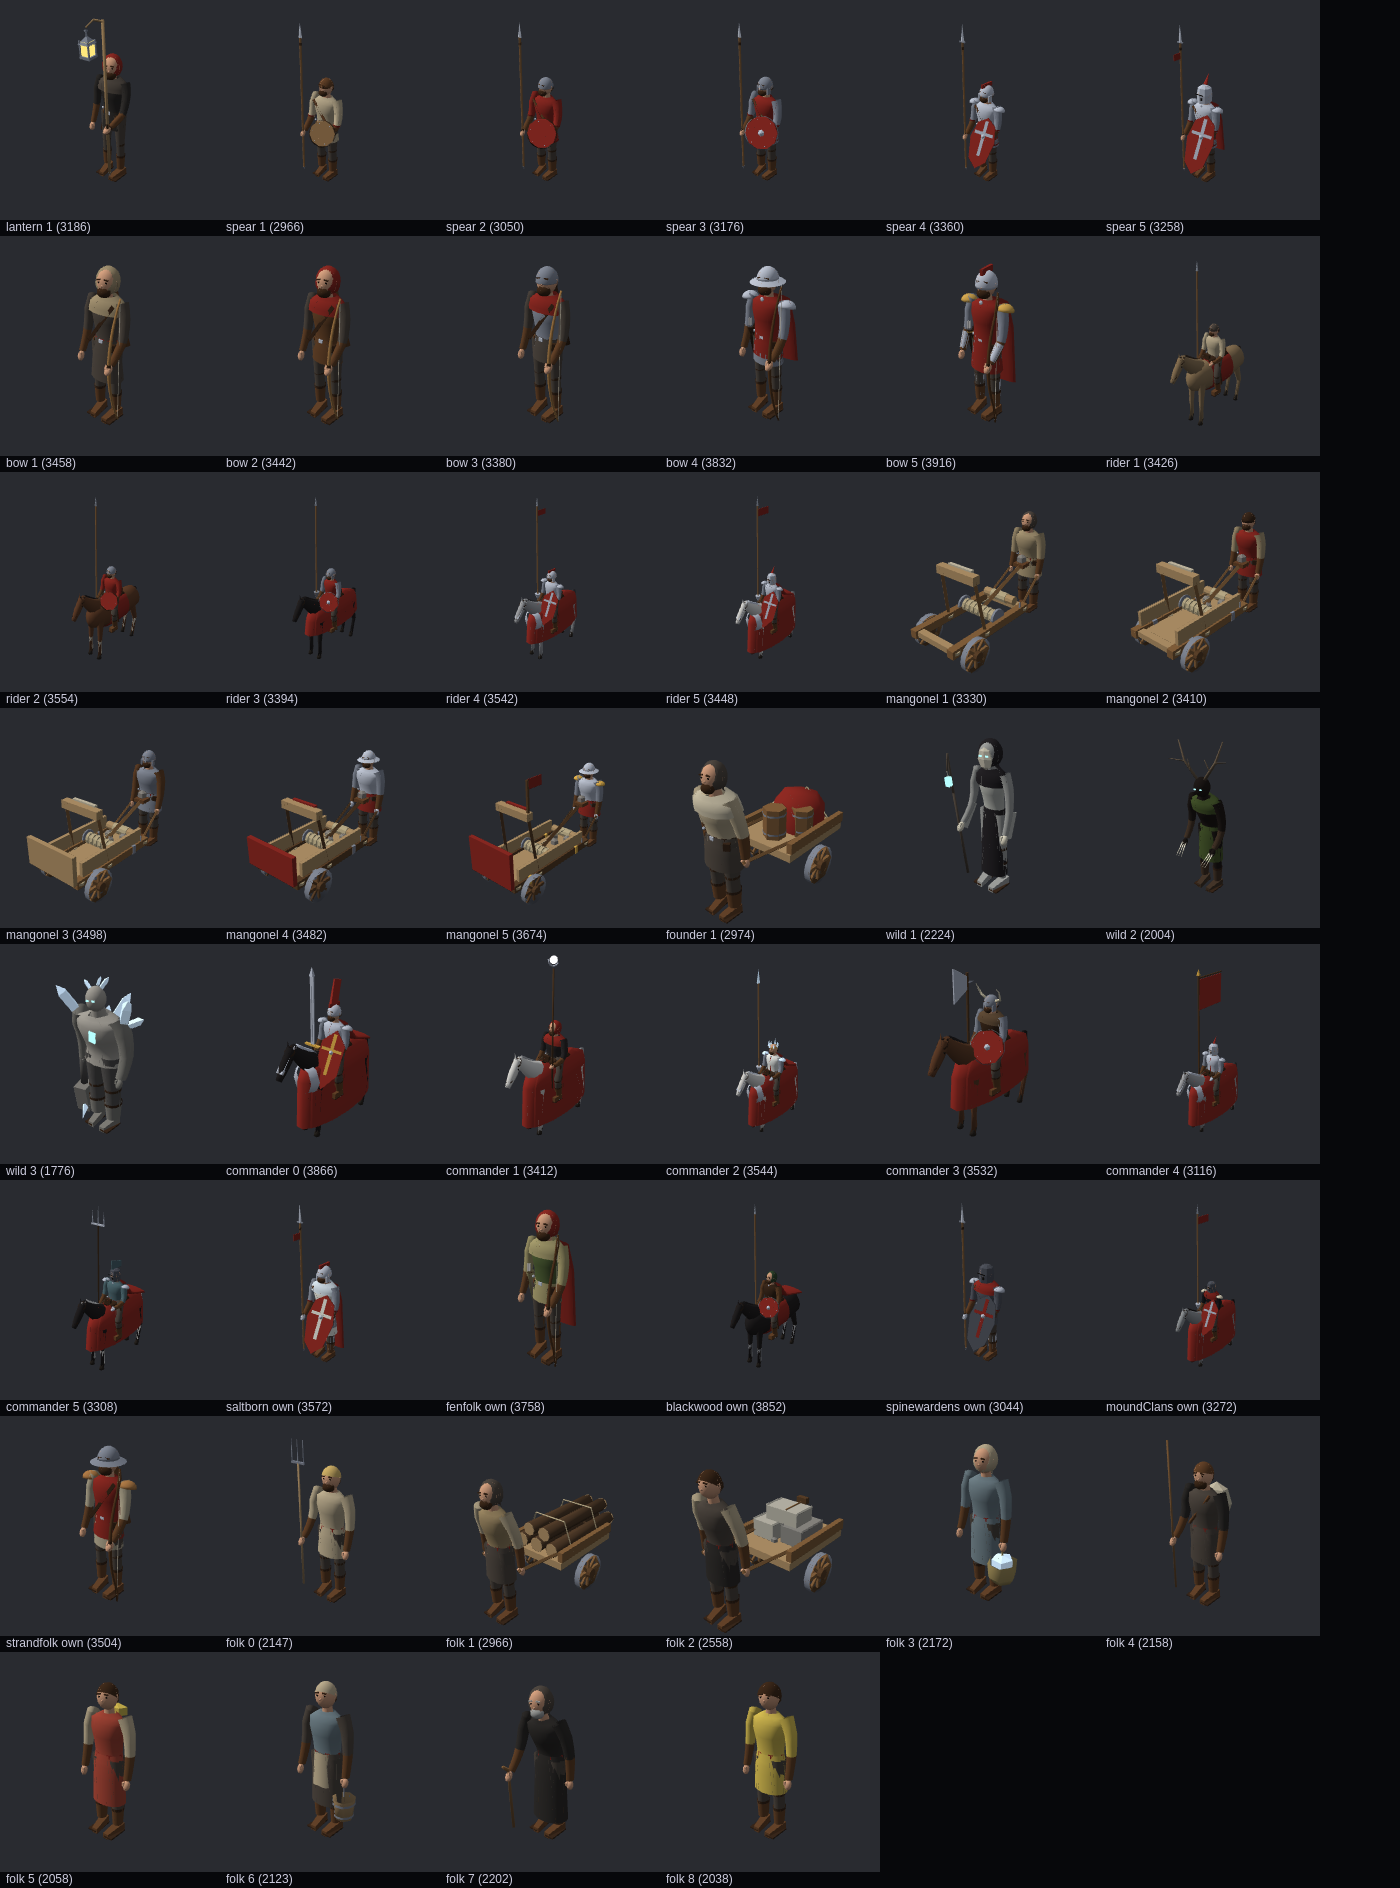 lantern 1 (3186) spear 1 (2966) spear 2 (3050) spear 3 (3176) spear 4 (3360) spear 5 (3258)
bow 1 (3458) bow 2 (3442) bow 3 (3380) bow 4 (3832) bow 5 (3916) rider 1 (3426)
rider 2 (3554) rider 3 (3394) rider 4 (3542) rider 5 (3448) mangonel 1 (3330) mangonel 2 (3410)
mangonel 3 (3498) mangonel 4 (3482) mangonel 5 (3674) founder 1 (2974) wild 1 (2224) wild 2 (2004)
wild 3 (1776) commander 0 (3866) commander 1 (3412) commander 2 (3544) commander 3 (3532) commander 4 (3116)
commander 5 (3308) saltborn own (3572) fenfolk own (3758) blackwood own (3852) spinewardens own (3044) moundClans own (3272)
strandfolk own (3504) folk 0 (2147) folk 1 (2966) folk 2 (2558) folk 3 (2172) folk 4 (2158)
folk 5 (2058) folk 6 (2123) folk 7 (2202) folk 8 (2038)